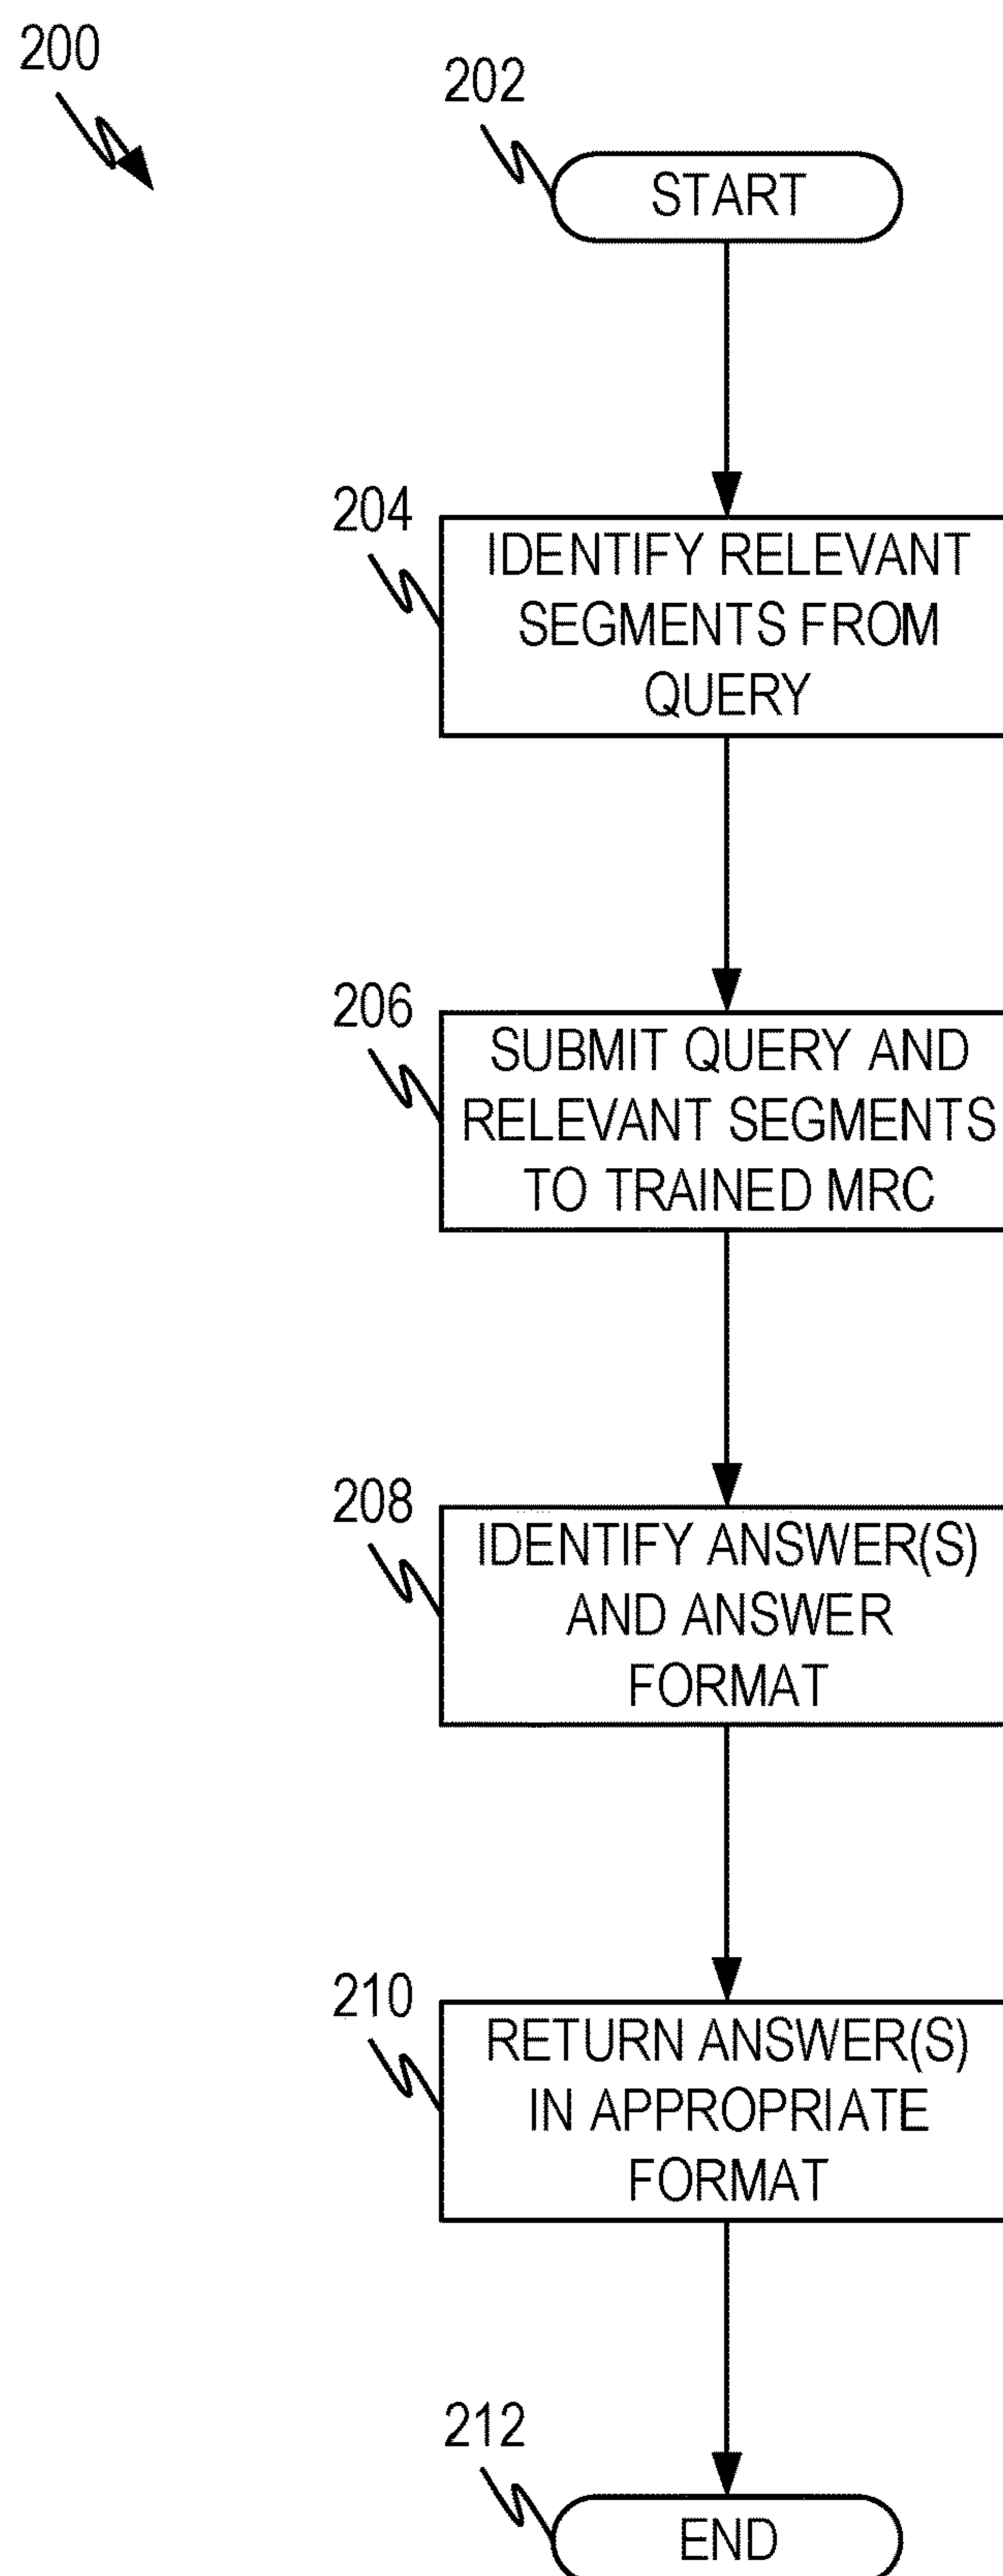 200
202
START
204
IDENTIFY RELEVANT
SEGMENTS FROM
QUERY
206
SUBMIT QUERY AND
RELEVANT SEGMENTS
TO TRAINED MRC
208
IDENTIFY ANSWER(S)
AND ANSWER
FORMAT
210
RETURN ANSWER(S)
IN APPROPRIATE
FORMAT
212
END